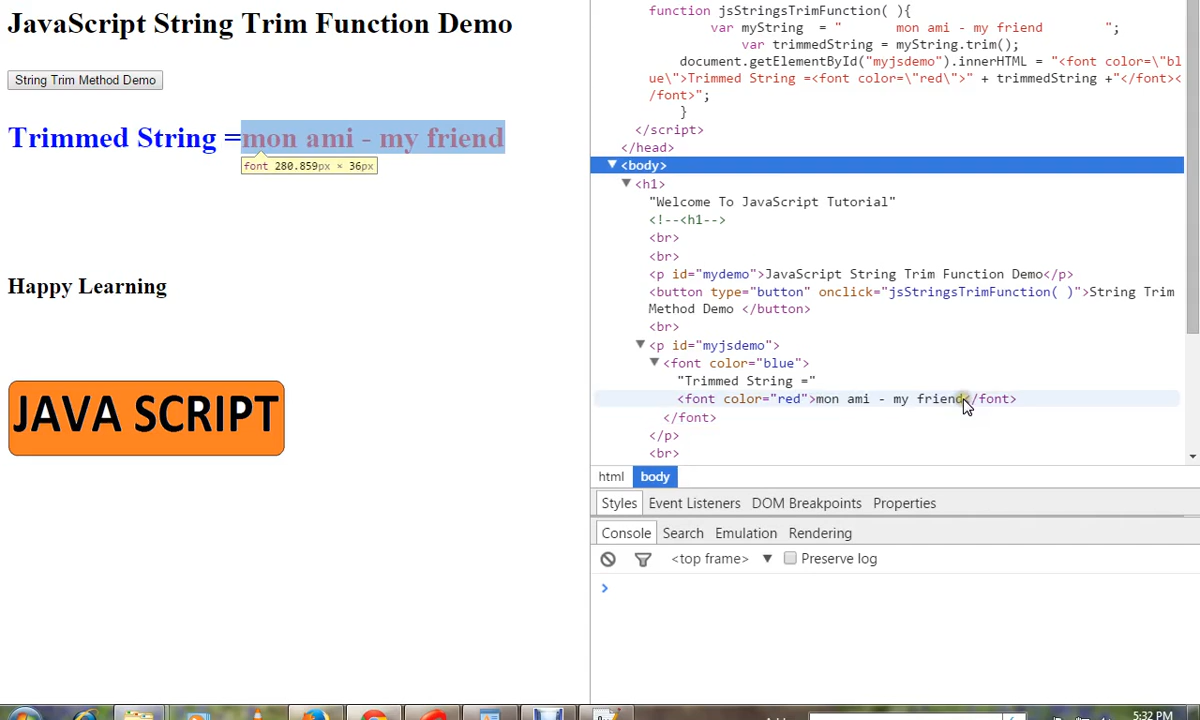 JavaScript String Trim Function Demo
String Trim Method Demo
Trimmed String =mon ami - my friend
font 280.859px × 36px
Happy Learning
JAVA SCRIPT
function jsStringsTrimFunction( ){
var myString  = "       mon ami - my friend        ";
var trimmedString = myString.trim();
document.getElementById("myjsdemo").innerHTML = "<font color=\"bl
ue\">Trimmed String =<font color=\"red\">" + trimmedString +"</font><
/font>";
}
</script>
</head>
▼ <body>
▼ <h1>
"Welcome To JavaScript Tutorial"
<!--<h1-->
<br>
<br>
<p id="mydemo">JavaScript String Trim Function Demo</p>
<button type="button" onclick="jsStringsTrimFunction( )">String Trim
Method Demo </button>
<br>
▼ <p id="myjsdemo">
▼ <font color="blue">
"Trimmed String ="
<font color="red">mon ami - my friend</font>
</font>
</p>
<br>
html body
Styles Event Listeners DOM Breakpoints Properties
Console Search Emulation Rendering
<top frame> ▼ Preserve log
>
5:32 PM